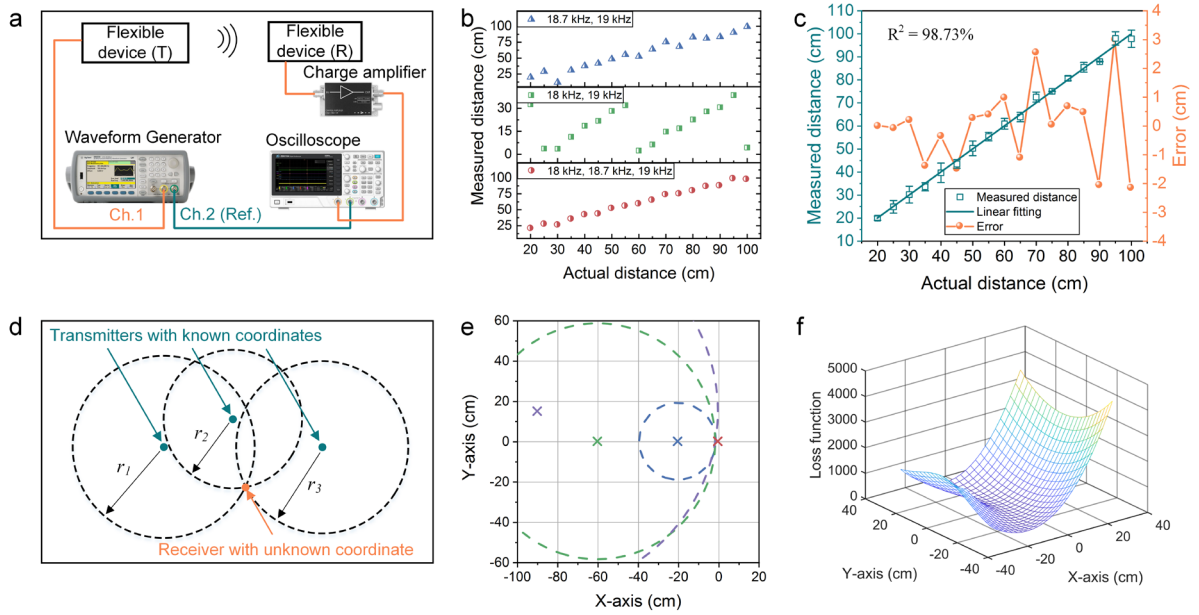 a
Flexible
device (T)
Flexible
device (R)
Charge amplifier
Waveform Generator
Oscilloscope
Ch.1
Ch.2 (Ref.)
b
Measured distance (cm)
18.7 kHz, 19 kHz
100
75
50
25
18 kHz, 19 kHz
30
15
0
18 kHz, 18.7 kHz, 19 kHz
100
75
50
25
20 30 40 50 60 70 80 90 100
Actual distance (cm)
c
R² = 98.73%
Measured distance (cm)
110
100
90
80
70
60
50
40
30
20
10
Error (cm)
4
3
2
1
0
-1
-2
-3
-4
Measured distance
Linear fitting
Error
20 30 40 50 60 70 80 90 100
Actual distance (cm)
d
Transmitters with known coordinates
r1
r2
r3
Receiver with unknown coordinate
e
Y-axis (cm)
60
40
20
0
-20
-40
-60
-100 -80 -60 -40 -20 0 20
X-axis (cm)
f
Loss function
5000
4000
3000
2000
1000
0
40
20
0
-20
-40
Y-axis (cm)
-40
-20
0
20
40
X-axis (cm)